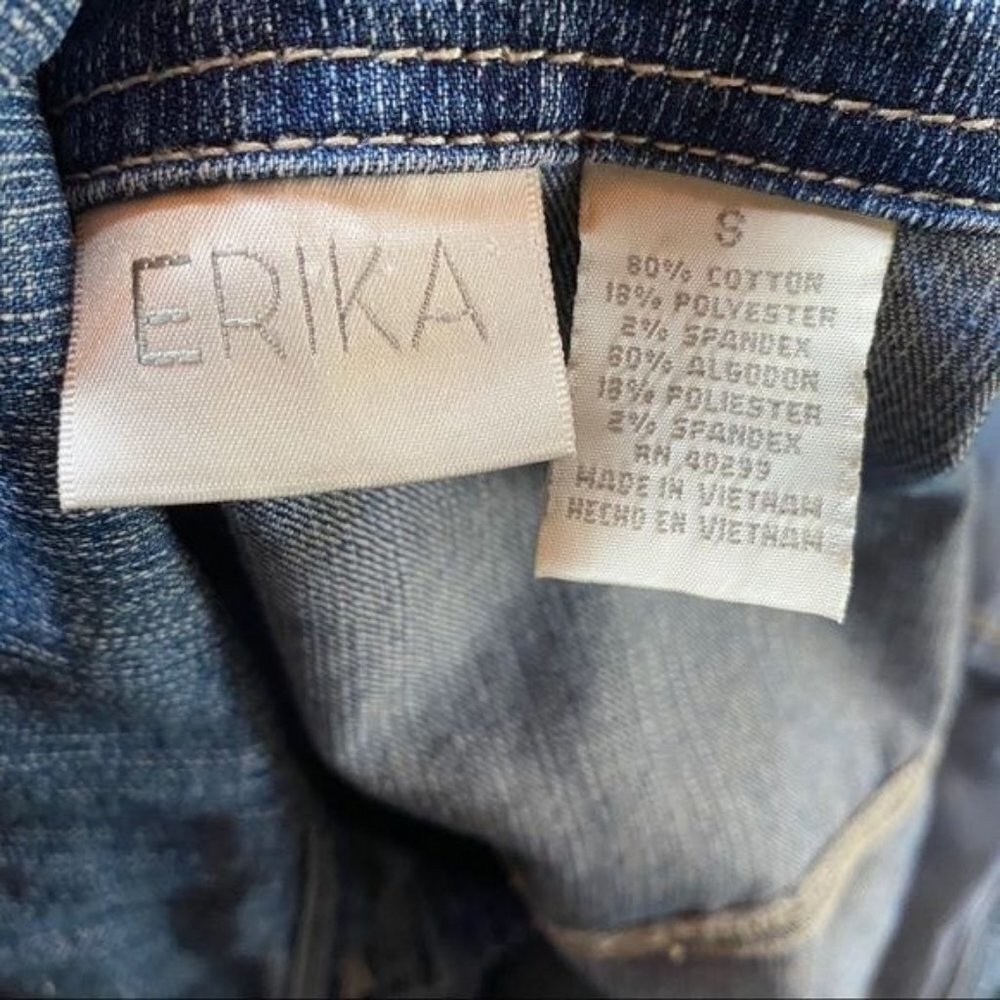 ERIKA
S
80% COTTON
18% POLYESTER
2% SPANDEX
80% ALGODON
18% POLIESTER
2% SPANDEX
RN 40299
MADE IN VIETNAM
HECHO EN VIETNAM